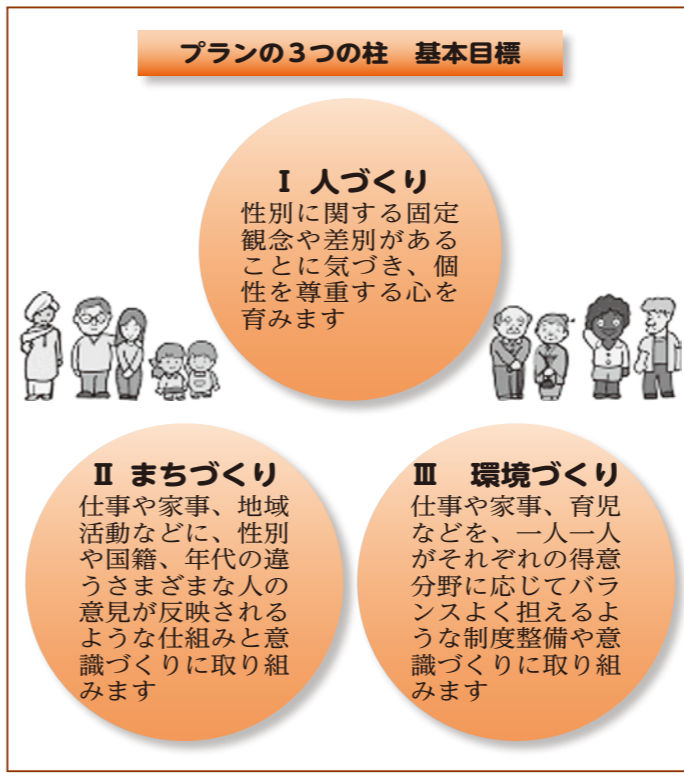 プランの３つの柱　基本目標
Ⅰ 人づくり
性別に関する固定
観念や差別がある
ことに気づき、個
性を尊重する心を
育みます
Ⅱ まちづくり
仕事や家事、地域
活動などに、性別
や国籍、年代の違
うさまざまな人の
意見が反映される
ような仕組みと意
識づくりに取り組
みます
Ⅲ　環境づくり
仕事や家事、育児
などを、一人一人
がそれぞれの得意
分野に応じてバラ
ンスよく担えるよ
うな制度整備や意
識づくりに取り組
みます